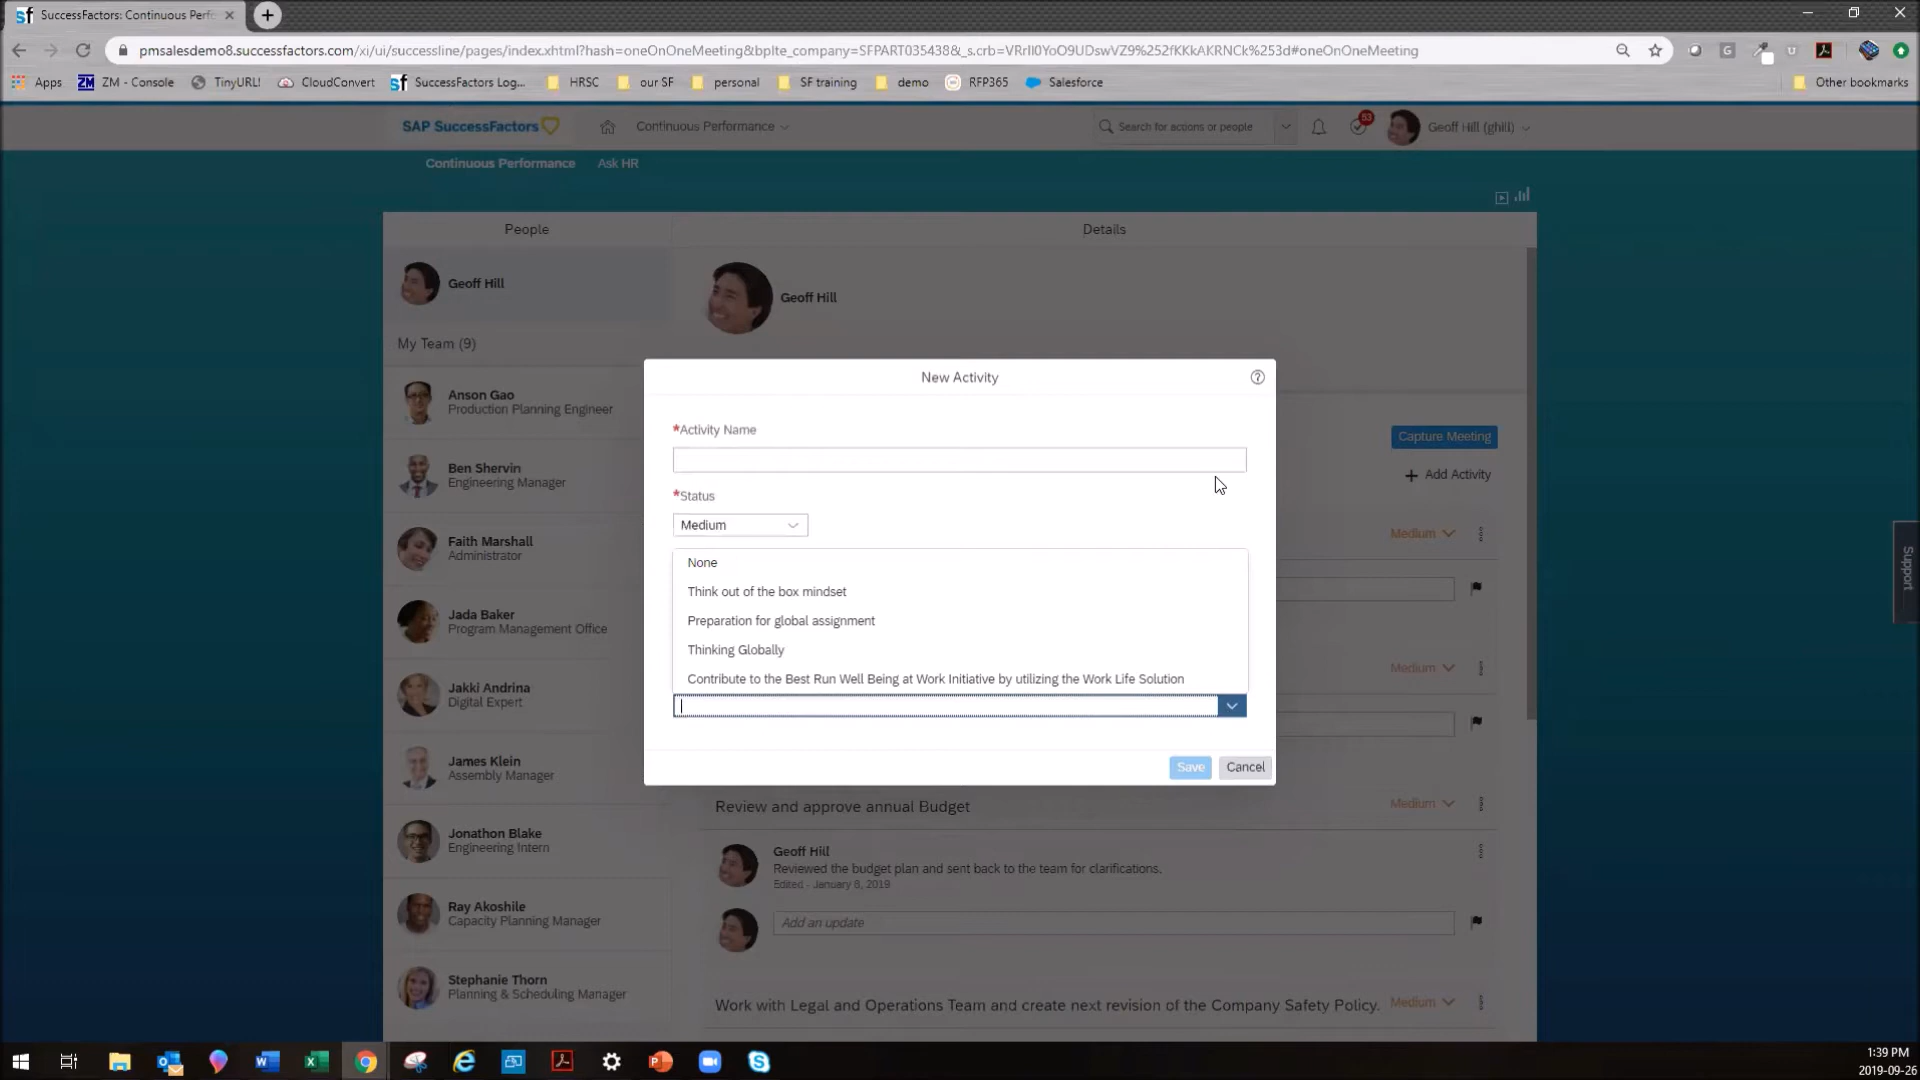 SuccessFactors: Continuous Perfo
pmsalesdemo8.successfactors.com/xi/ui/successline/pages/index.xhtml?hash=oneOnOneMeeting&bplte_company=SFPART035438&_s.crb=VRrll0YoO9UDswVZ9%252fKKkAKRNCk%253d#oneOnOneMeeting
Apps
ZM - Console
TinyURL!
CloudConvert
SuccessFactors Log...
HRSC
our SF
personal
SF training
demo
RFP365
Salesforce
Other bookmarks
SAP SuccessFactors
Continuous Performance
Search for actions or people
53
Geoff Hill (ghill)
Continuous Performance
Ask HR
People
Details
Geoff Hill
My Team (9)
Anson Gao
Production Planning Engineer
Ben Shervin
Engineering Manager
Faith Marshall
Administrator
Jada Baker
Program Management Office
Jakki Andrina
Digital Expert
James Klein
Assembly Manager
Jonathon Blake
Engineering Intern
Ray Akoshile
Capacity Planning Manager
Stephanie Thorn
Planning & Scheduling Manager
Geoff Hill
Capture Meeting
+ Add Activity
Medium
Medium
New Activity
*Activity Name
*Status
Medium
None
Think out of the box mindset
Preparation for global assignment
Thinking Globally
Contribute to the Best Run Well Being at Work Initiative by utilizing the Work Life Solution
Save
Cancel
Review and approve annual Budget
Medium
Geoff Hill
Reviewed the budget plan and sent back to the team for clarifications.
Edited - January 8, 2019
Add an update
Work with Legal and Operations Team and create next revision of the Company Safety Policy.
Medium
Support
1:39 PM
2019-09-26